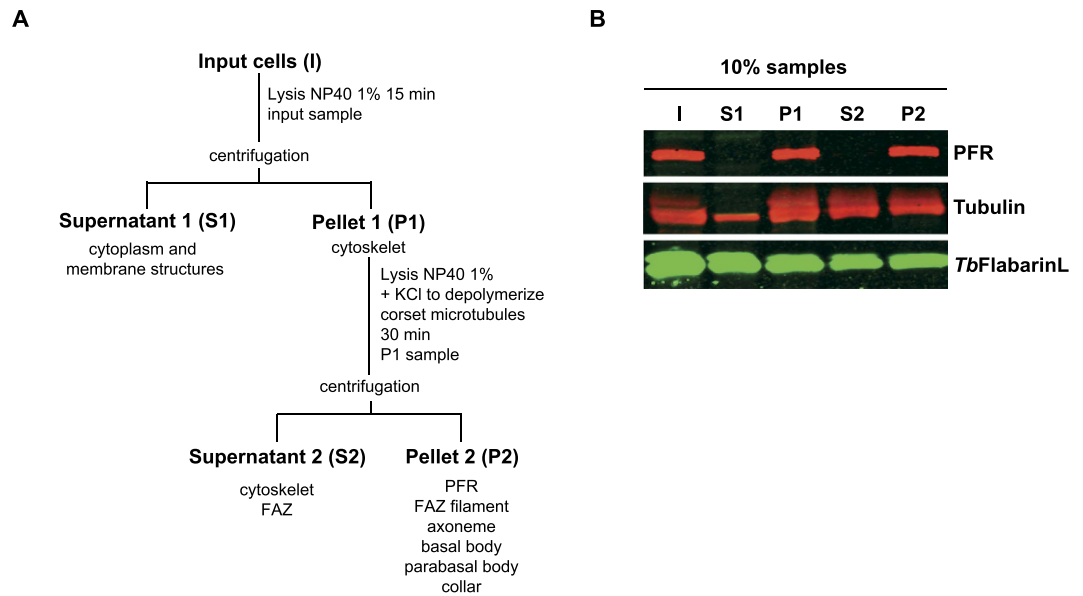 A
Input cells (I)
Lysis NP40 1% 15 min
input sample
centrifugation
Supernatant 1 (S1)
cytoplasm and
membrane structures
Pellet 1 (P1)
cytoskelet
Lysis NP40 1%
+ KCl to depolymerize
corset microtubules
30 min
P1 sample
centrifugation
Supernatant 2 (S2)
cytoskelet
FAZ
Pellet 2 (P2)
PFR
FAZ filament
axoneme
basal body
parabasal body
collar
B
10% samples
I S1 P1 S2 P2
PFR
Tubulin
TbFlabarinL